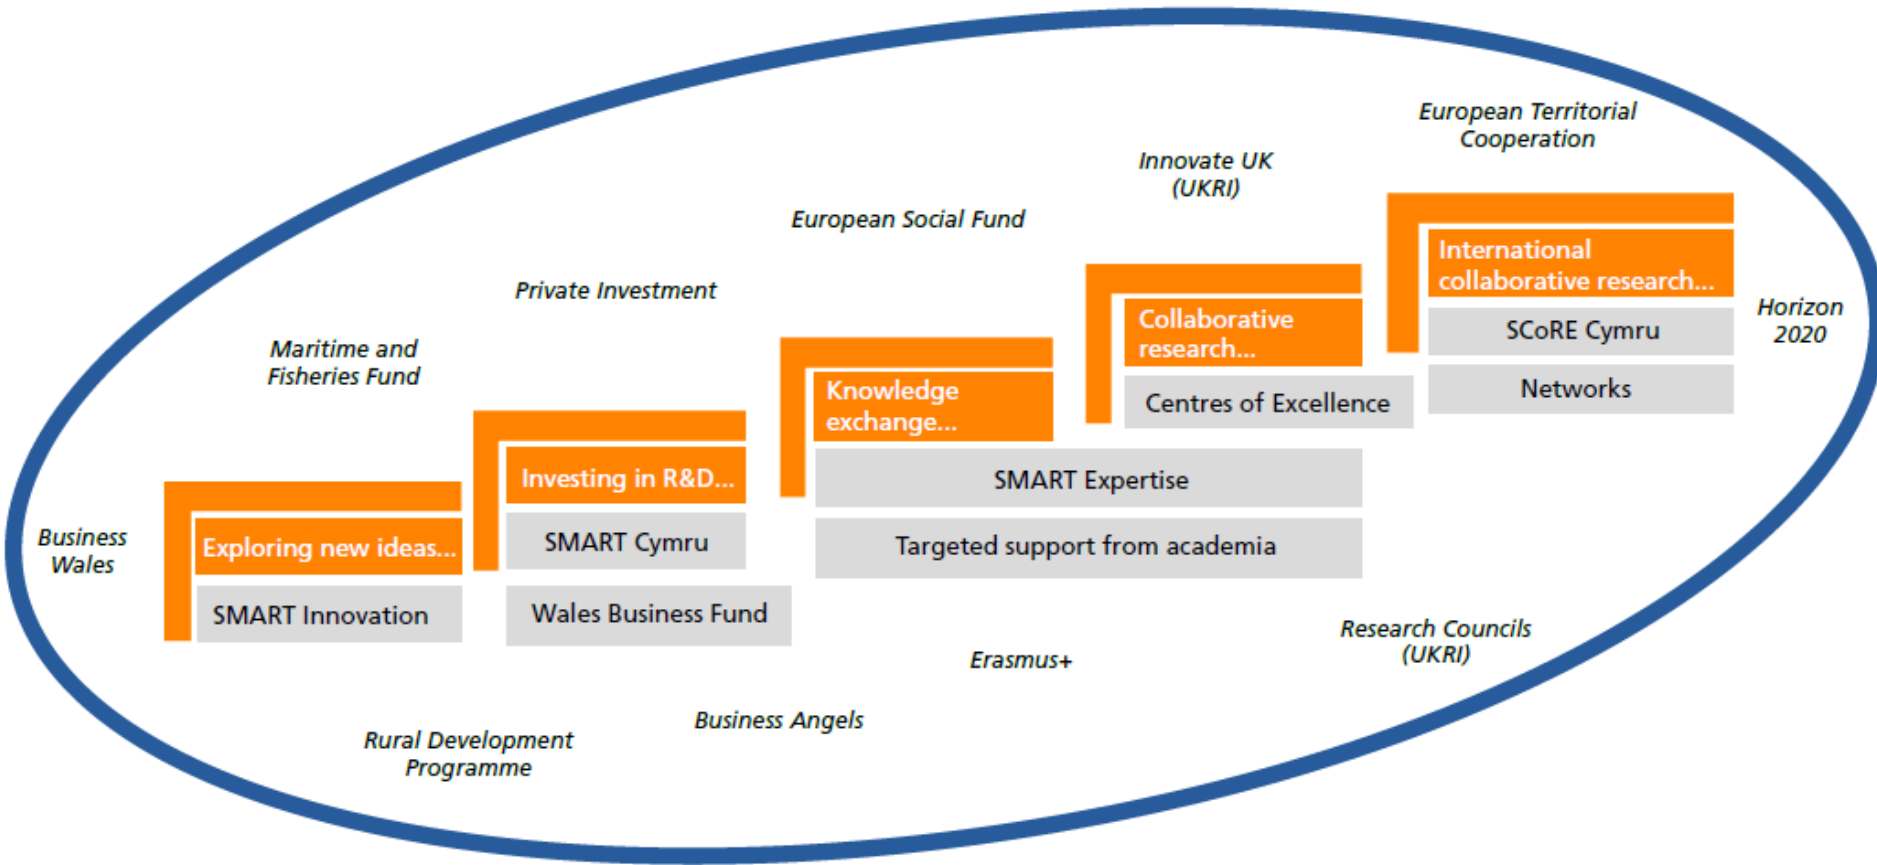 European Territorial
Cooperation
Innovate UK
(UKRI)
European Social Fund
Private Investment
Maritime and
Fisheries Fund
Business
Wales
Horizon
2020
Exploring new ideas...
SMART Innovation
Investing in R&D...
SMART Cymru
Wales Business Fund
Knowledge
exchange...
SMART Expertise
Targeted support from academia
Collaborative
research...
Centres of Excellence
International
collaborative research...
SCoRE Cymru
Networks
Research Councils
(UKRI)
Erasmus+
Business Angels
Rural Development
Programme